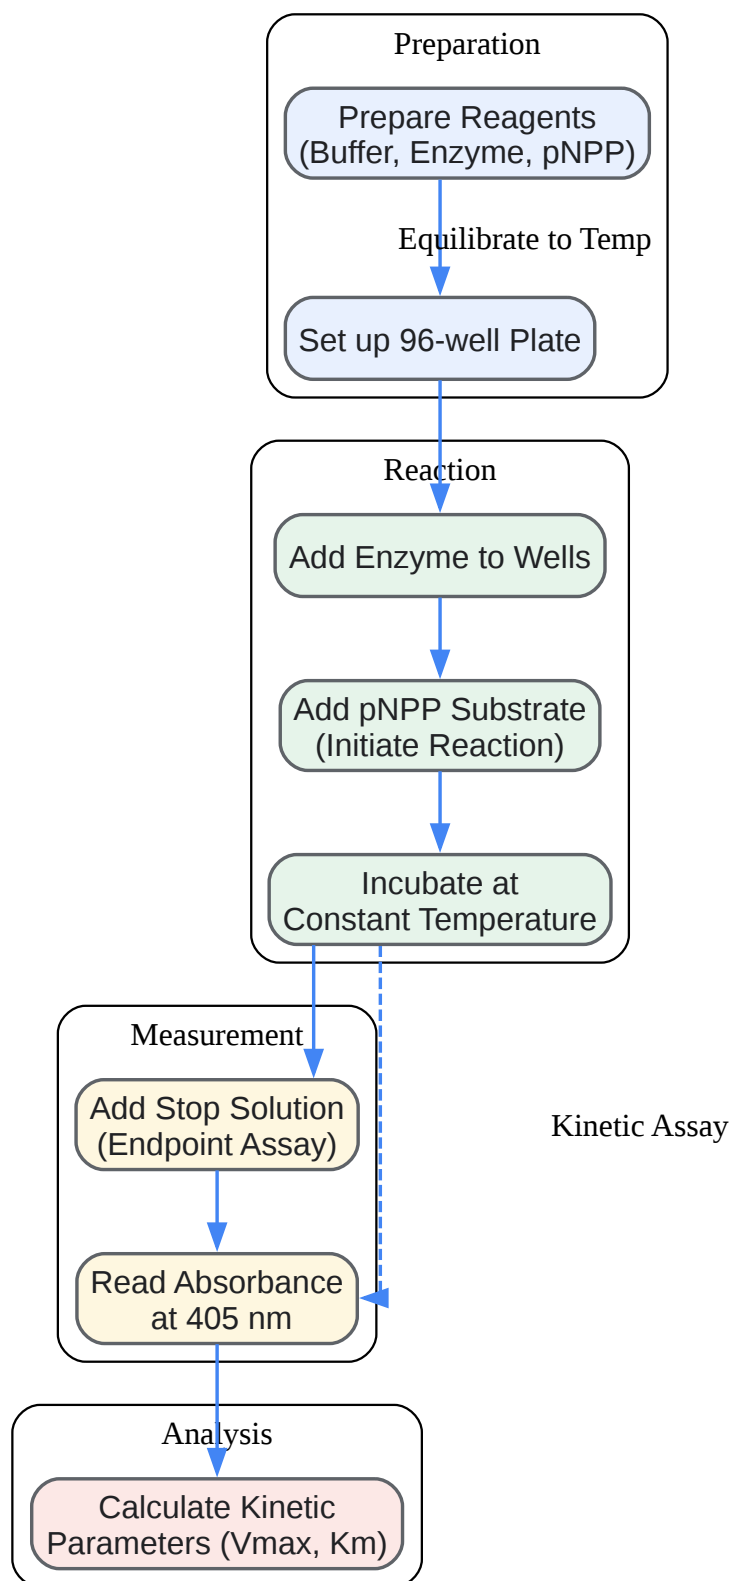 Preparation
Prepare Reagents
(Buffer, Enzyme, pNPP)
Equilibrate to Temp
Set up 96-well Plate
Reaction
Add Enzyme to Wells
Add pNPP Substrate
(Initiate Reaction)
Incubate at
Constant Temperature
Measurement
Add Stop Solution
(Endpoint Assay)
Kinetic Assay
Read Absorbance
at 405 nm
Analysis
Calculate Kinetic
Parameters (Vmax, Km)